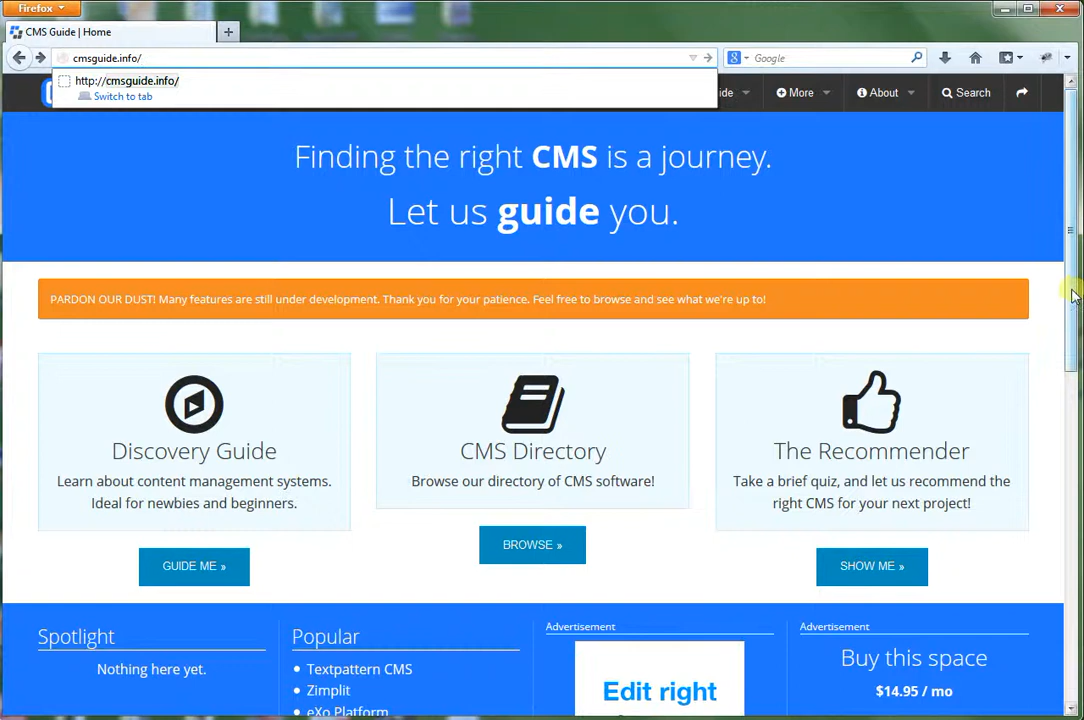 Firefox
CMS Guide | Home
cmsguide.info/
Google
http://cmsguide.info/
Switch to tab
ide
More
About
Search
Finding the right CMS is a journey.
Let us guide you.
PARDON OUR DUST! Many features are still under development. Thank you for your patience. Feel free to browse and see what we're up to!
Discovery Guide
Learn about content management systems.
Ideal for newbies and beginners.
GUIDE ME »
CMS Directory
Browse our directory of CMS software!
BROWSE »
The Recommender
Take a brief quiz, and let us recommend the
right CMS for your next project!
SHOW ME »
Spotlight
Nothing here yet.
Popular
Textpattern CMS
Zimplit
eXo Platform
Advertisement
Edit right
Advertisement
Buy this space
$14.95 / mo